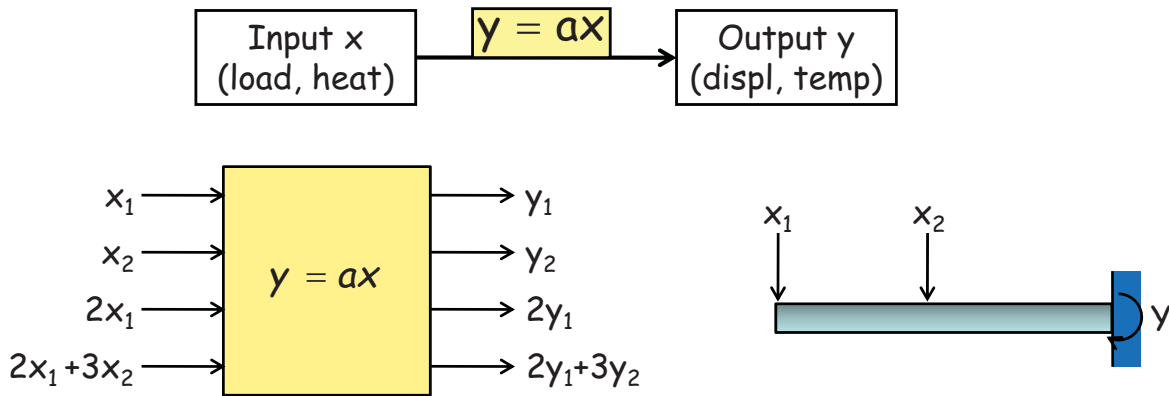 Input x
(load, heat)
y = ax
Output y
(displ, temp)
x₁
x₂
2x₁
2x₁+3x₂
y = ax
y₁
y₂
2y₁
2y₁+3y₂
x₁
x₂
y